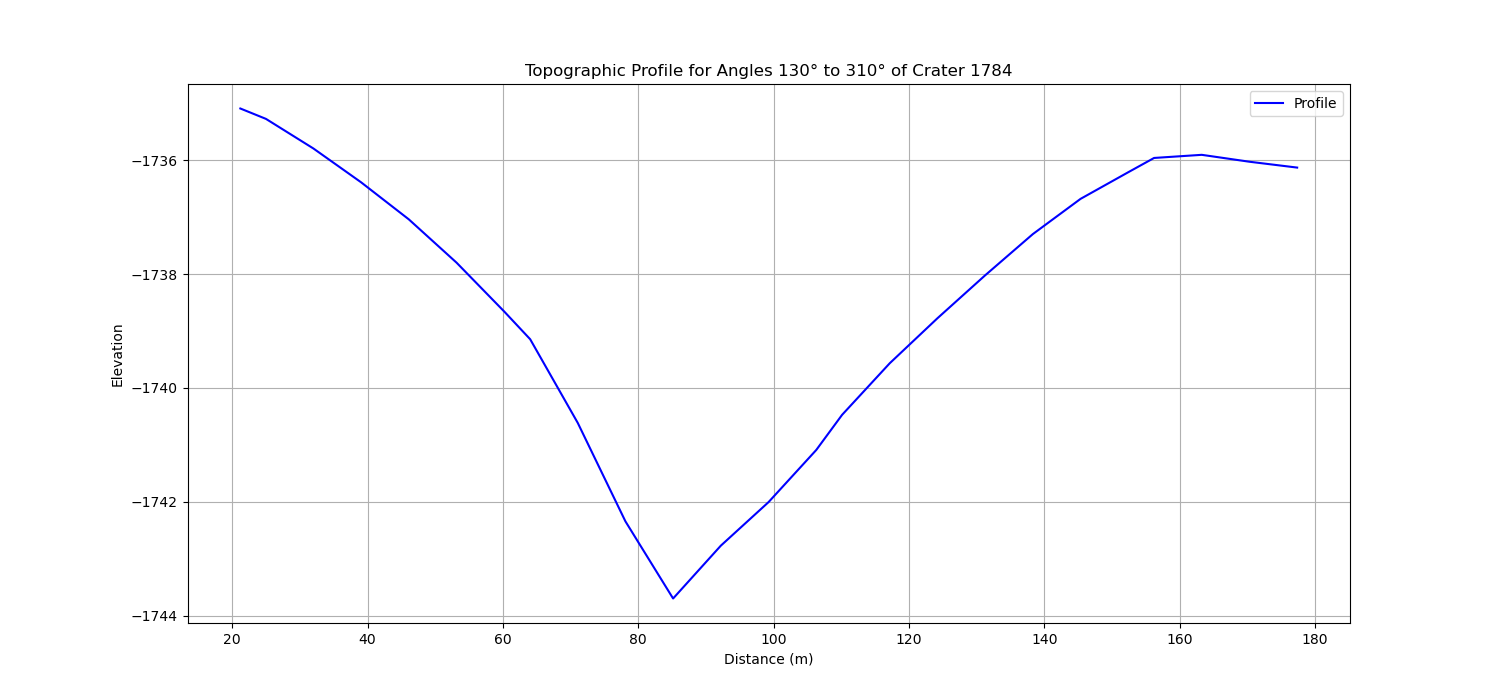 Topographic Profile for Angles 130° to 310° of Crater 1784
Profile
Elevation
−1736
−1738
−1740
−1742
−1744
20 40 60 80 100 120 140 160 180
Distance (m)